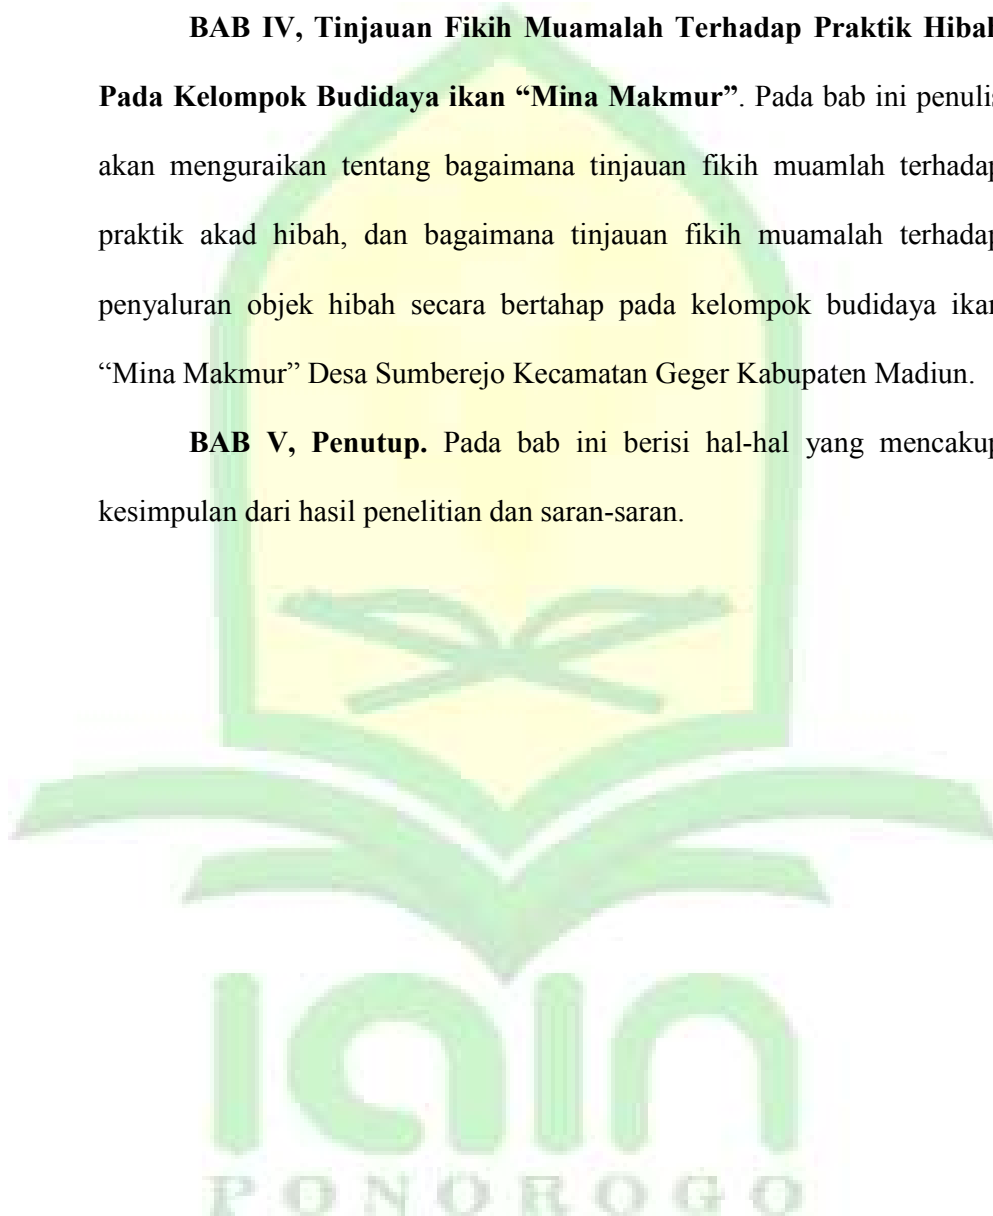 BAB IV, Tinjauan Fikih Muamalah Terhadap Praktik Hibah
Pada Kelompok Budidaya ikan “Mina Makmur”. Pada bab ini penulis
akan menguraikan tentang bagaimana tinjauan fikih muamlah terhadap
praktik akad hibah, dan bagaimana tinjauan fikih muamalah terhadap
penyaluran objek hibah secara bertahap pada kelompok budidaya ikan
“Mina Makmur” Desa Sumberejo Kecamatan Geger Kabupaten Madiun.
BAB V, Penutup. Pada bab ini berisi hal-hal yang mencakup
kesimpulan dari hasil penelitian dan saran-saran.
iain
PONOROGO